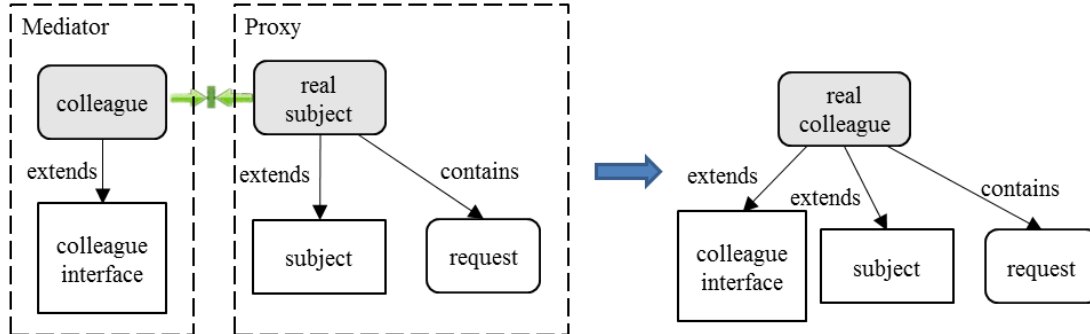 Mediator
Proxy
colleague
real
subject
extends
extends
contains
colleague
interface
subject
request
real
colleague
extends
extends
contains
colleague
interface
subject
request